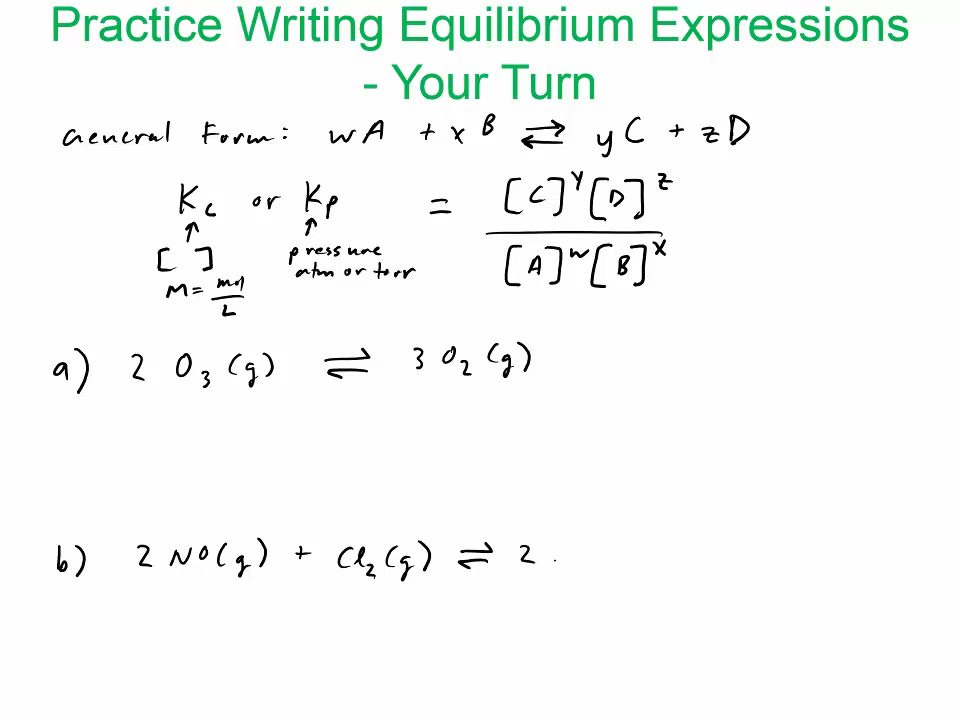 Practice Writing Equilibrium Expressions
- Your Turn
General Form: wA + xB ⇄ yC + zD
Kc or Kp = [C]^y [D]^z / [A]^w [B]^x
↑ ↑
[ ] pressure
atm or torr
M = mol/L
a) 2 O₃ (g) ⇌ 3 O₂ (g)
b) 2 NO(g) + Cl₂ (g) ⇌ 2